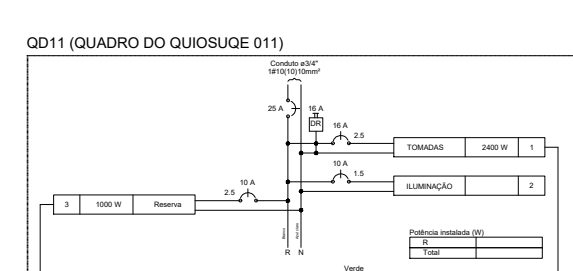 QD11 (QUADRO DO QUIOSUQE 011)
Conduto ø3/4"
1#10(10)10mm²
25 A
16 A
DR
16 A
2.5
TOMADAS 2400 W 1
10 A
1.5
ILUMINAÇÃO 2
10 A
2.5
3 1000 W Reserva
R N
Potência instalada (W)
R
Total
Verde